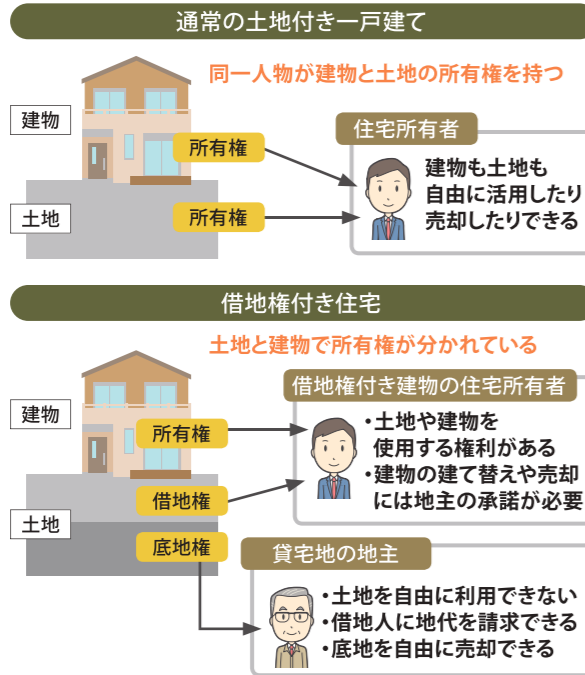 通常の土地付き一戸建て
同一人物が建物と土地の所有権を持つ
建物
所有権
土地
所有権
住宅所有者
建物も土地も
自由に活用したり
売却したりできる
借地権付き住宅
土地と建物で所有権が分かれている
建物
所有権
借地権
土地
底地権
借地権付き建物の住宅所有者
・土地や建物を
使用する権利がある
・建物の建て替えや売却
には地主の承諾が必要
貸宅地の地主
・土地を自由に利用できない
・借地人に地代を請求できる
・底地を自由に売却できる